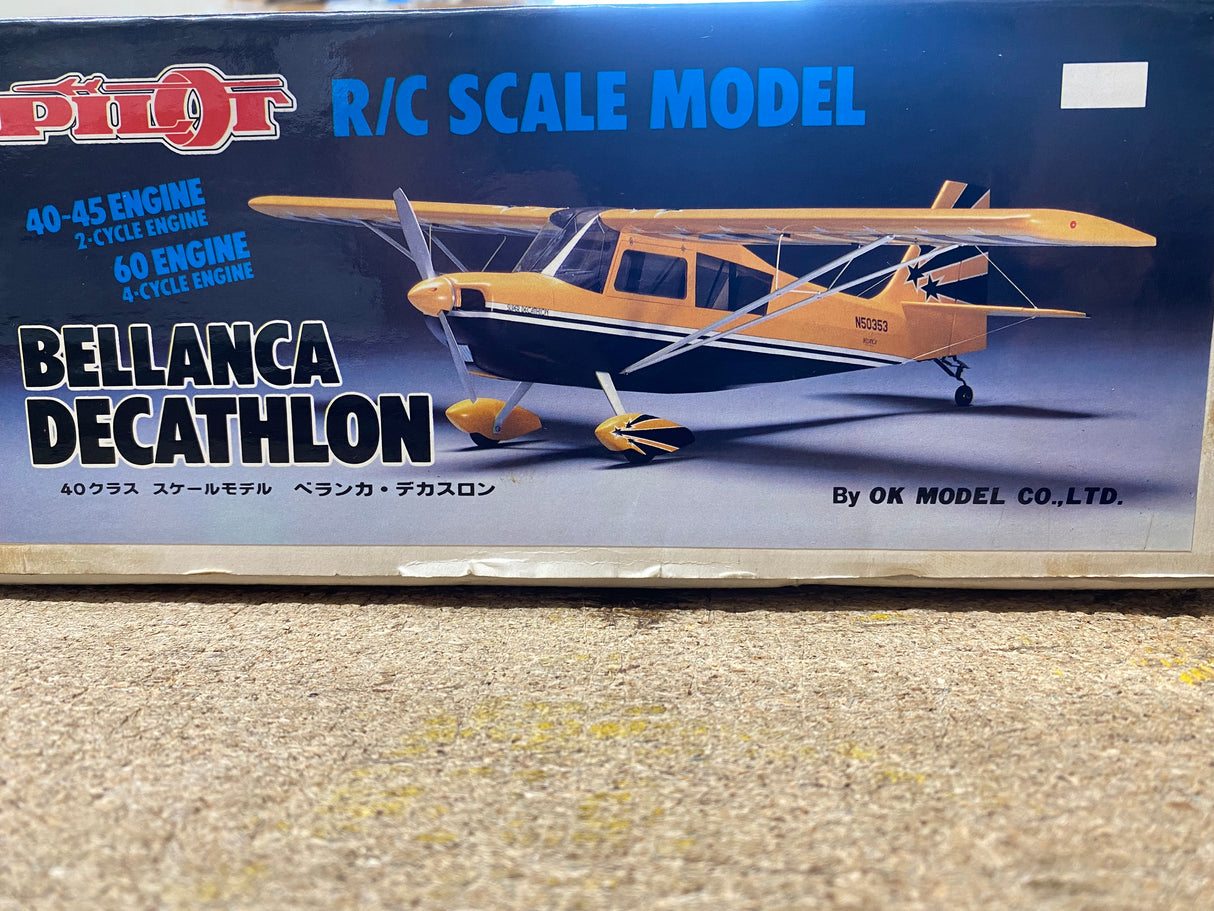 PILOT
R/C SCALE MODEL
40-45 ENGINE
2-CYCLE ENGINE
60 ENGINE
4-CYCLE ENGINE
SUPER DECATHLON
N50353
BELLANCA
DECATHLON
40クラス スケールモデル ベランカ・デカスロン
By OK MODEL CO.,LTD.